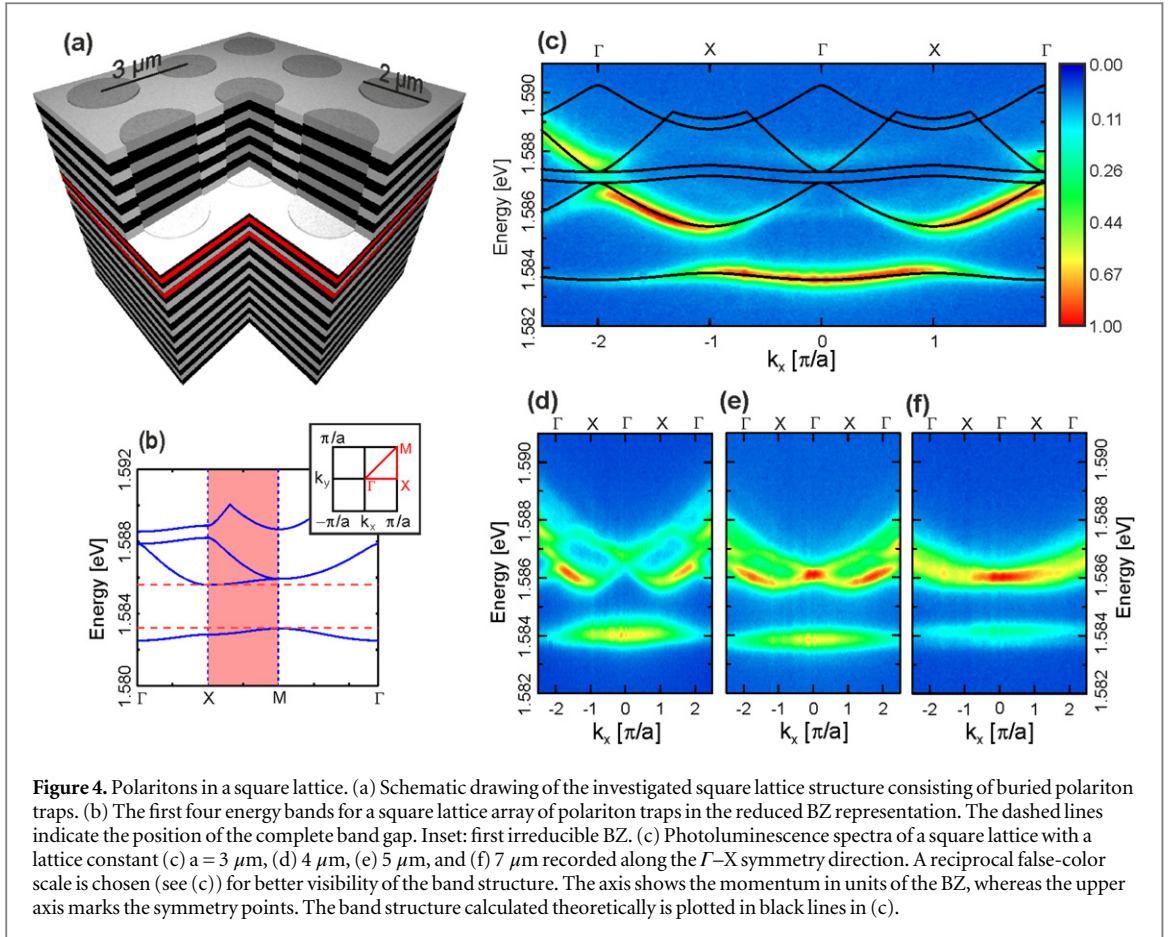 (a)
3 μm
2 μm
(c)
Γ X Γ X Γ
1.590
1.588
1.586
1.584
1.582
Energy [eV]
-2 -1 0 1
k_x [π/a]
0.00
0.11
0.26
0.44
0.67
1.00
(b)
1.592
1.588
1.584
1.580
Energy [eV]
Γ X M Γ
π/a
k_y
-π/a k_x π/a
M
Γ
X
(d)
Γ X Γ X Γ
1.590
1.588
1.586
1.584
1.582
Energy [eV]
-2 -1 0 1 2
k_x [π/a]
(e)
Γ X Γ X Γ
-2 -1 0 1 2
k_x [π/a]
(f)
Γ X Γ X Γ
-2 -1 0 1 2
k_x [π/a]
1.590
1.588
1.586
1.584
1.582
Energy [eV]
Figure 4. Polaritons in a square lattice. (a) Schematic drawing of the investigated square lattice structure consisting of buried polariton
traps. (b) The first four energy bands for a square lattice array of polariton traps in the reduced BZ representation. The dashed lines
indicate the position of the complete band gap. Inset: first irreducible BZ. (c) Photoluminescence spectra of a square lattice with a
lattice constant (c) a = 3 μm, (d) 4 μm, (e) 5 μm, and (f) 7 μm recorded along the Γ–X symmetry direction. A reciprocal false-color
scale is chosen (see (c)) for better visibility of the band structure. The axis shows the momentum in units of the BZ, whereas the upper
axis marks the symmetry points. The band structure calculated theoretically is plotted in black lines in (c).